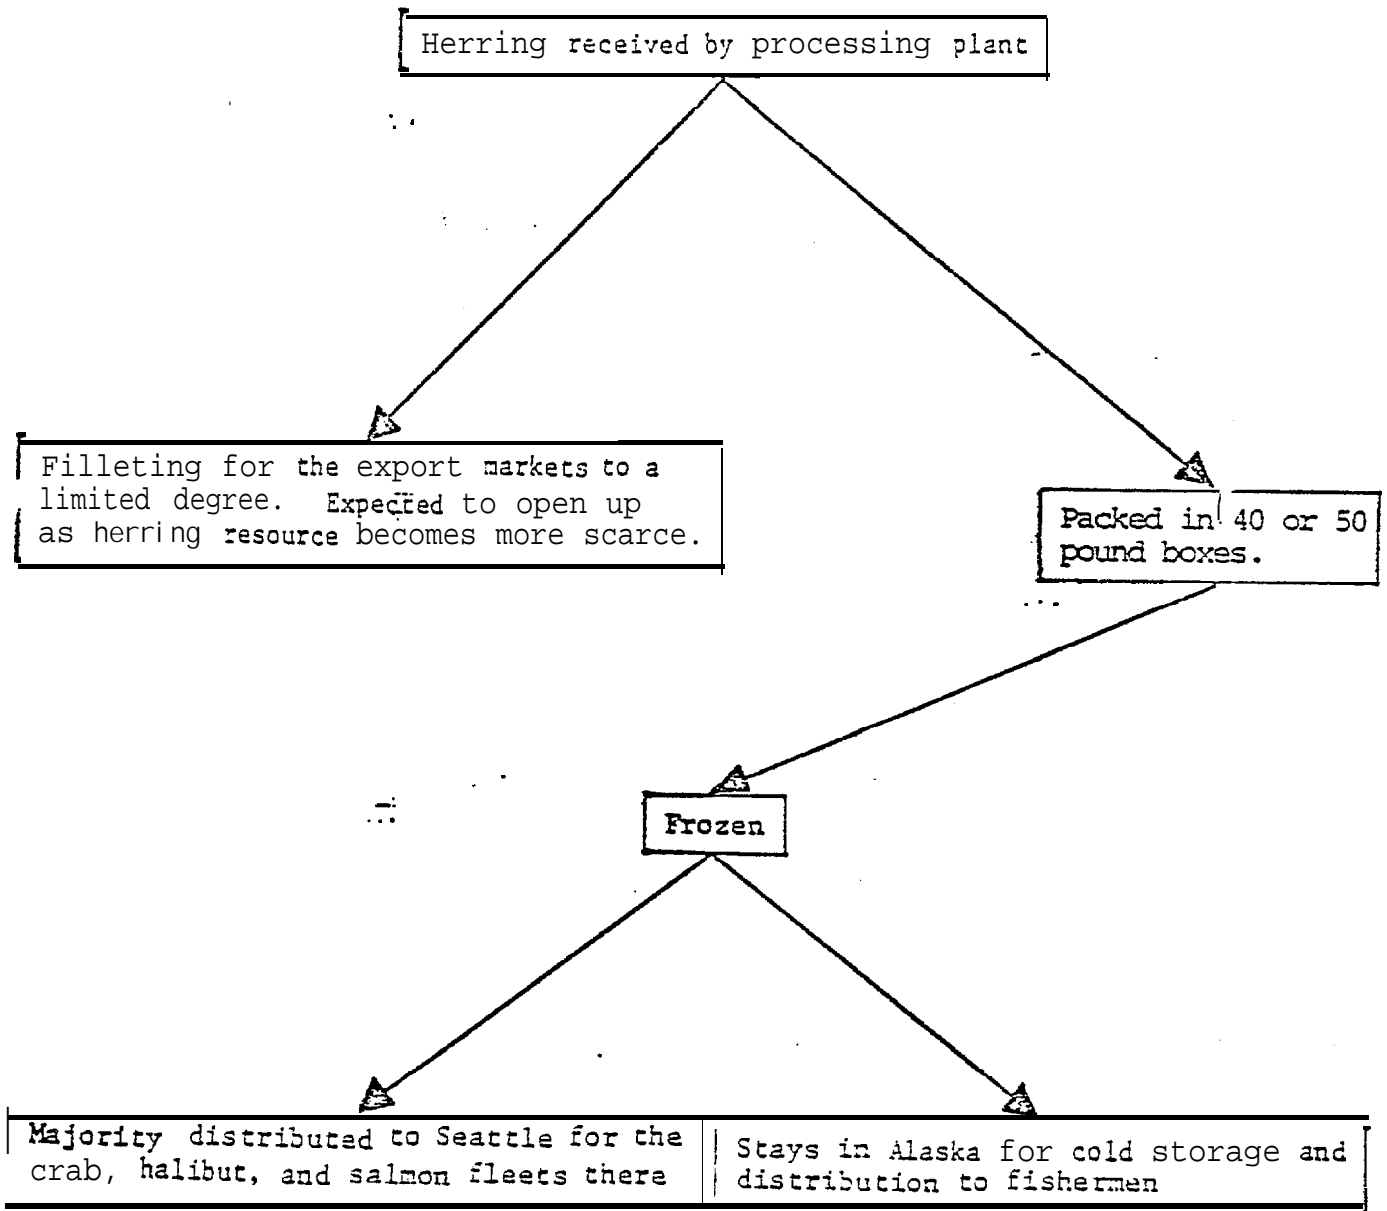 Herring received by processing plant
Filleting for the export markets to a
limited degree. Expected to open up
as herring resource becomes more scarce.
Packed in 40 or 50
pound boxes.
Frozen
Majority distributed to Seattle for the
crab, halibut, and salmon fleets there
Stays in Alaska for cold storage and
distribution to fishermen